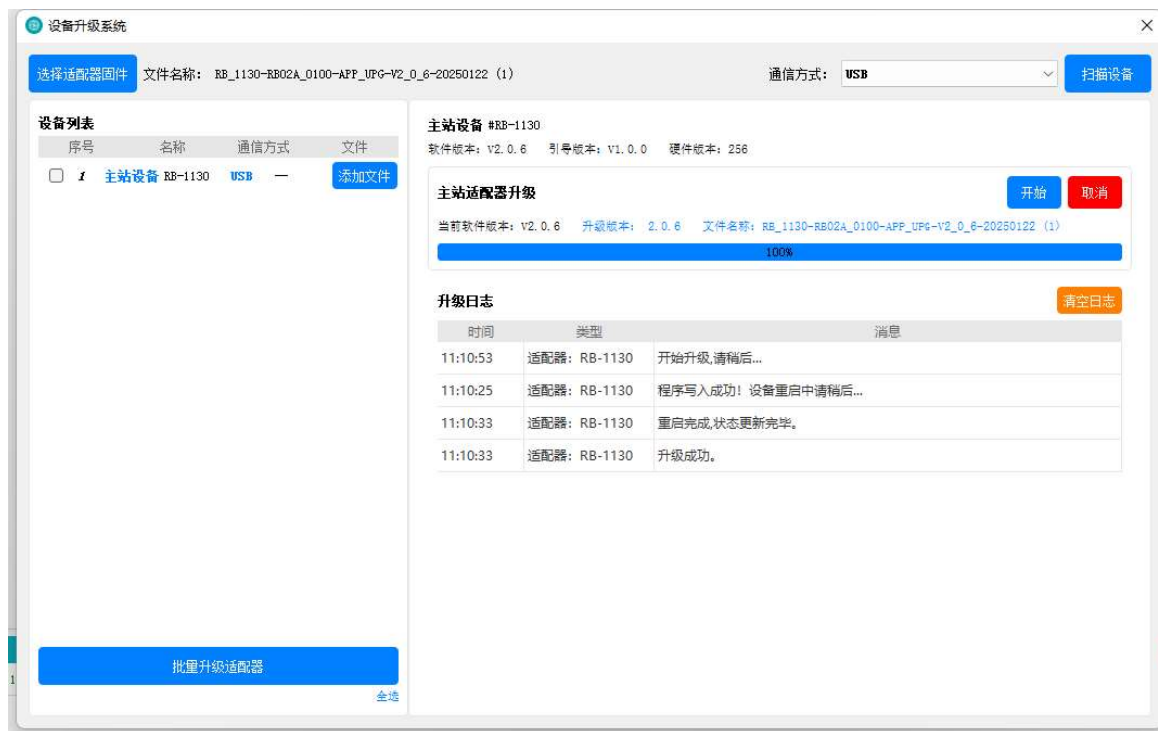 设备升级系统
选择适配器固件 文件名称: RB_1130-RB02A_0100-APP_UPG-V2_0_6-20250122 (1) 通信方式: USB 扫描设备
设备列表
序号 名称 通信方式 文件
1 主站设备 RB-1130 USB — 添加文件
批量升级适配器
全选
主站设备 #RB-1130
软件版本: V2.0.6 引导版本: V1.0.0 硬件版本: 256
主站适配器升级 开始 取消
当前软件版本: V2.0.6 升级版本: 2.0.6 文件名称: RB_1130-RB02A_0100-APP_UPG-V2_0_6-20250122 (1)
100%
升级日志 清空日志
时间 类型 消息
11:10:53 适配器: RB-1130 开始升级,请稍后...
11:10:25 适配器: RB-1130 程序写入成功! 设备重启中请稍后...
11:10:33 适配器: RB-1130 重启完成,状态更新完毕。
11:10:33 适配器: RB-1130 升级成功。
1